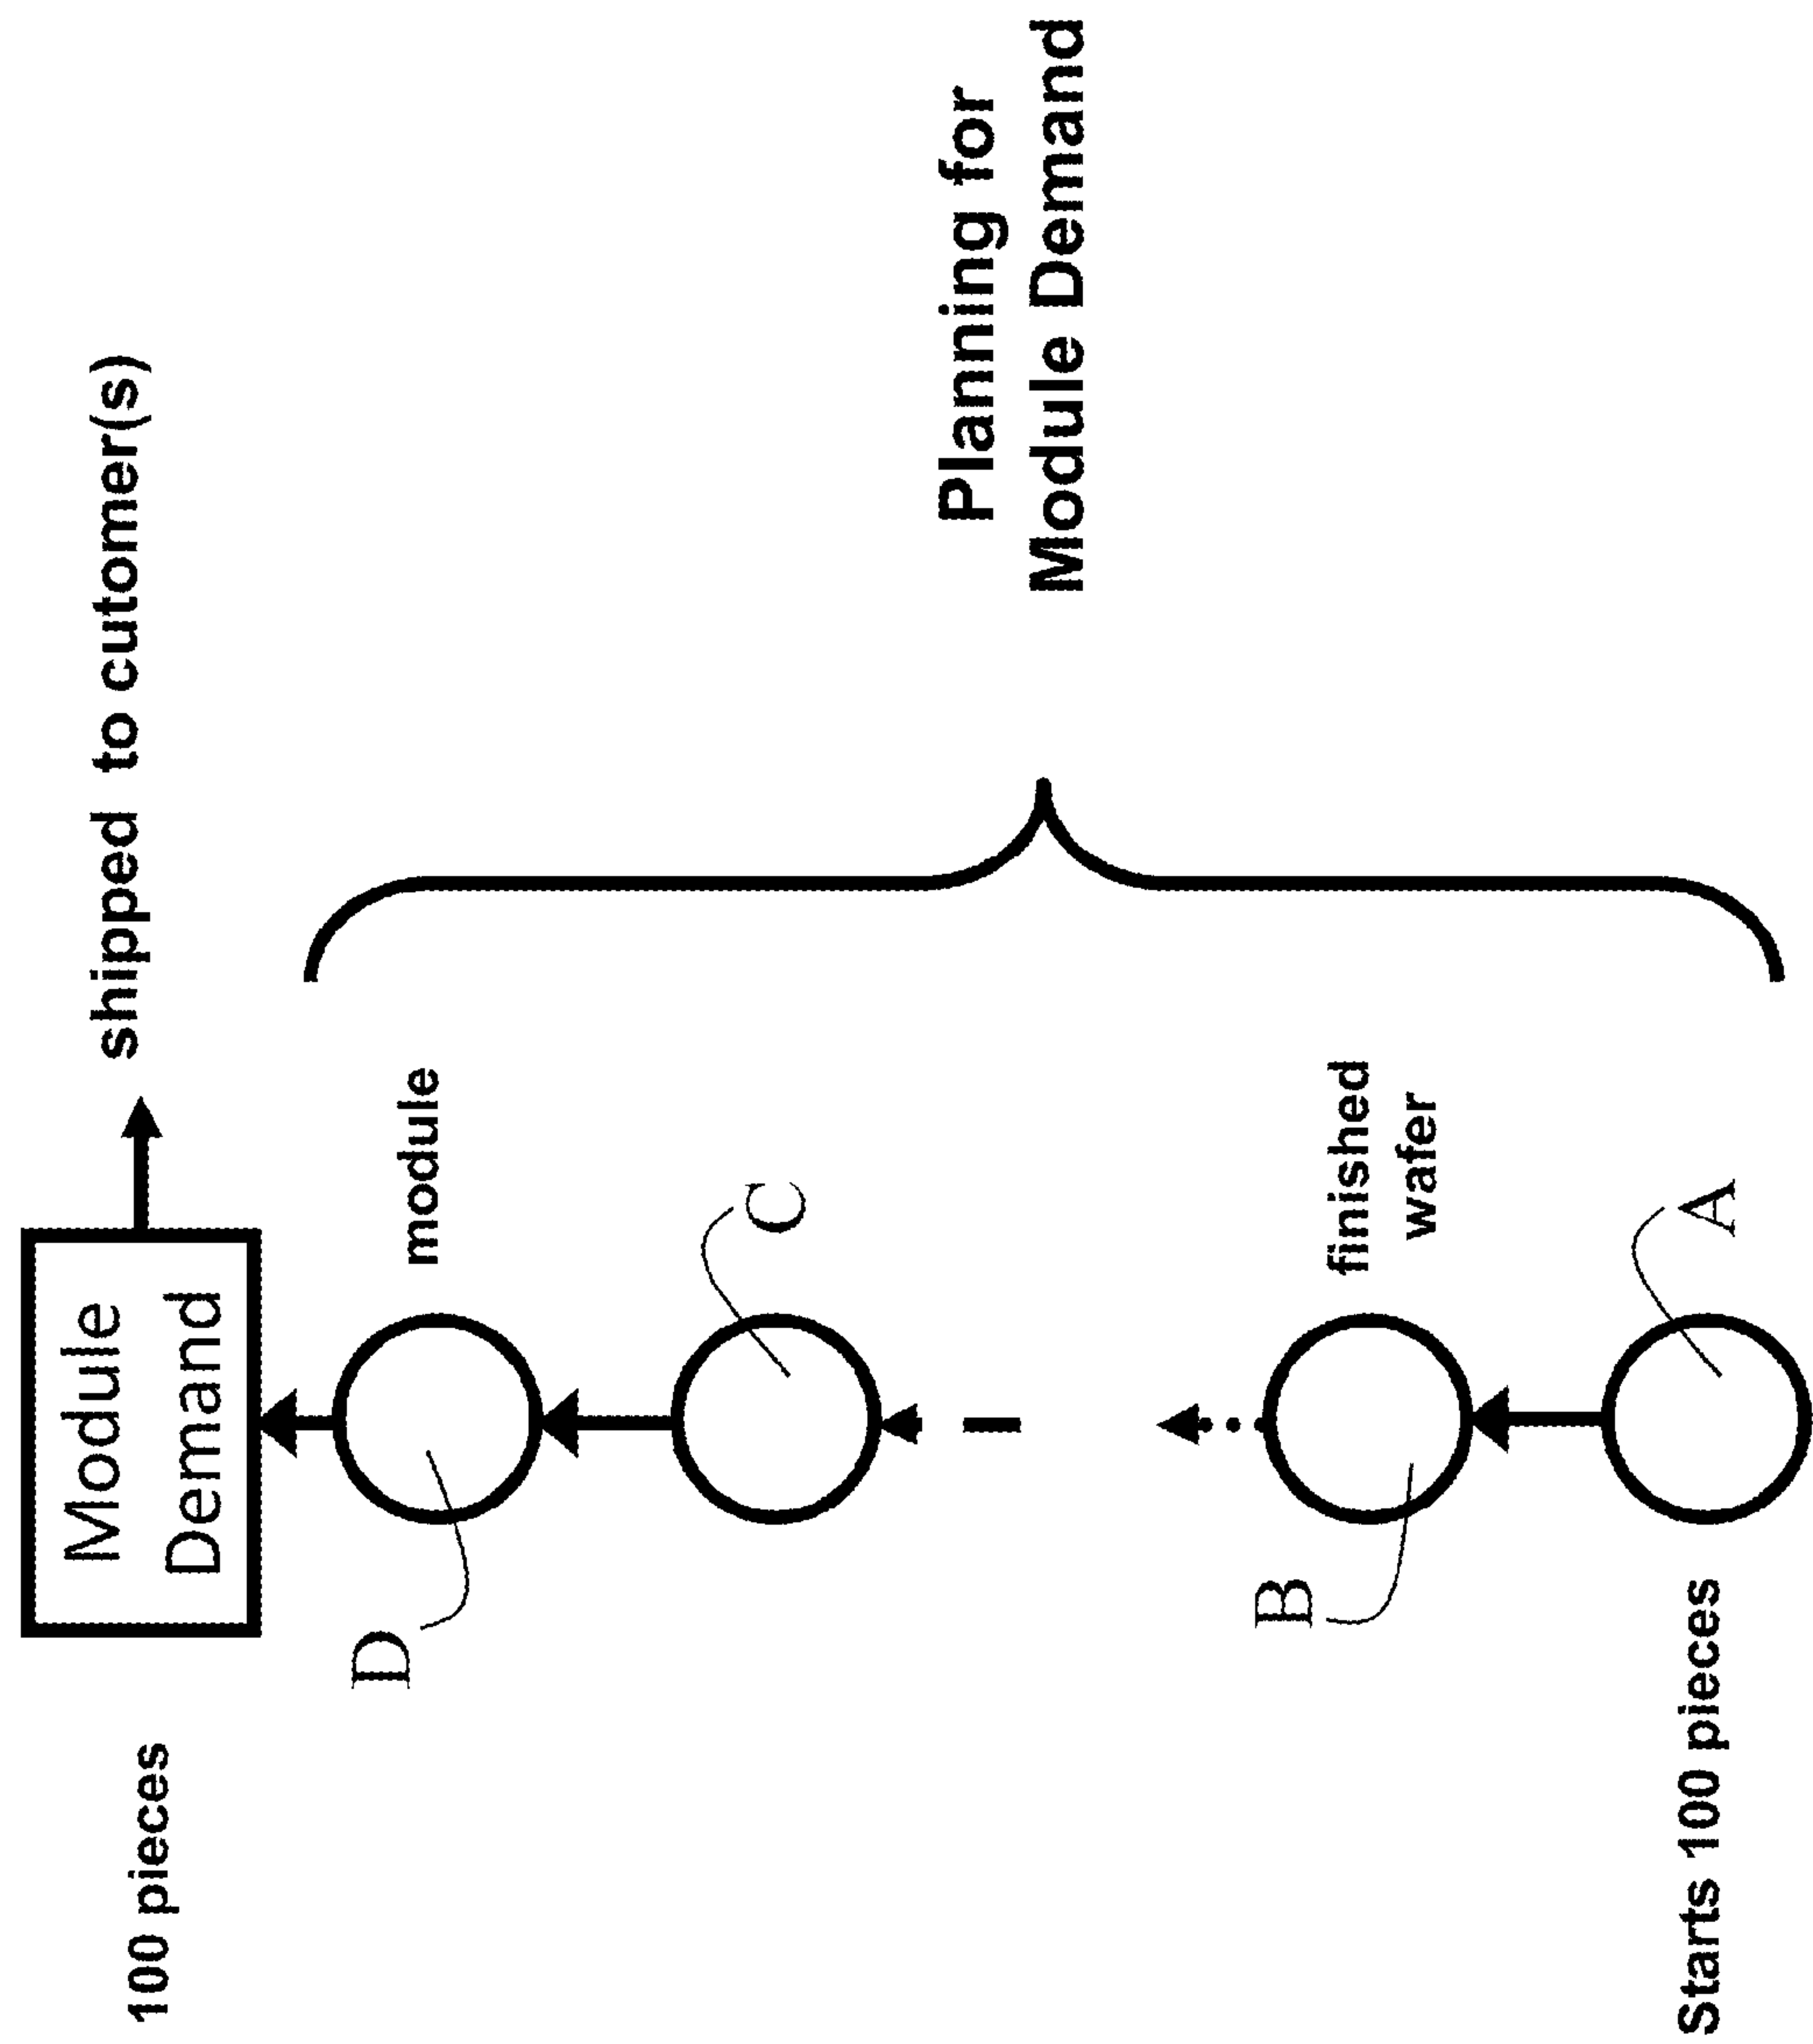 100 pieces
Module
Demand
shipped to cutomer(s)
D
module
C
Planning for
Module Demand
B
finished
wafer
Starts 100 pieces
A